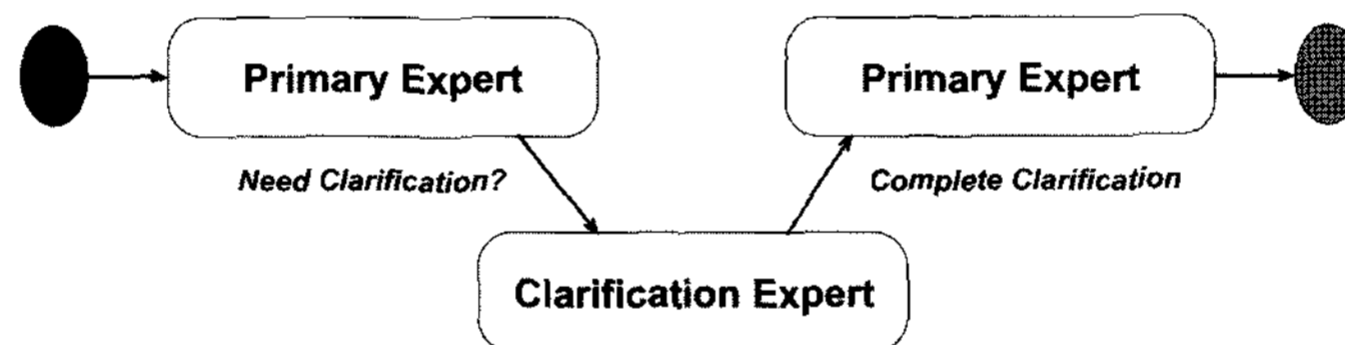 Primary Expert
Primary Expert
Need Clarification?
Complete Clarification
Clarification Expert